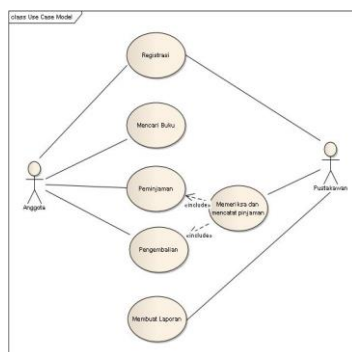 class Use Case Model
Registrasi
Mencari Buku
Peminjaman
Memeriksa dan
mencatat pinjaman
«include»
«include»
Pengembalian
Membuat Laporan
Anggota
Pustakawan